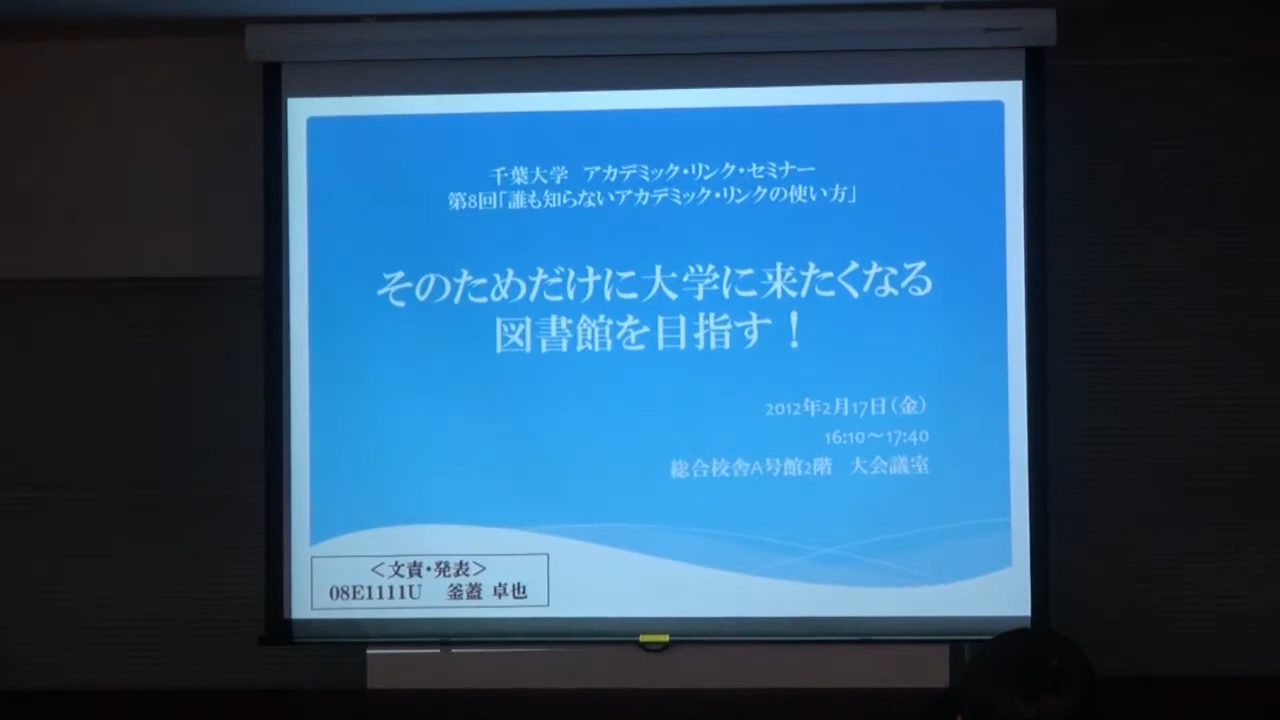 千葉大学　アカデミック・リンク・セミナー
第8回「誰も知らないアカデミック・リンクの使い方」
そのためだけに大学に来たくなる
図書館を目指す！
2012年2月17日（金）
16:10～17:40
総合校舎A号館2階　大会議室
＜文責・発表＞
08E1111U　釜蓋 卓也